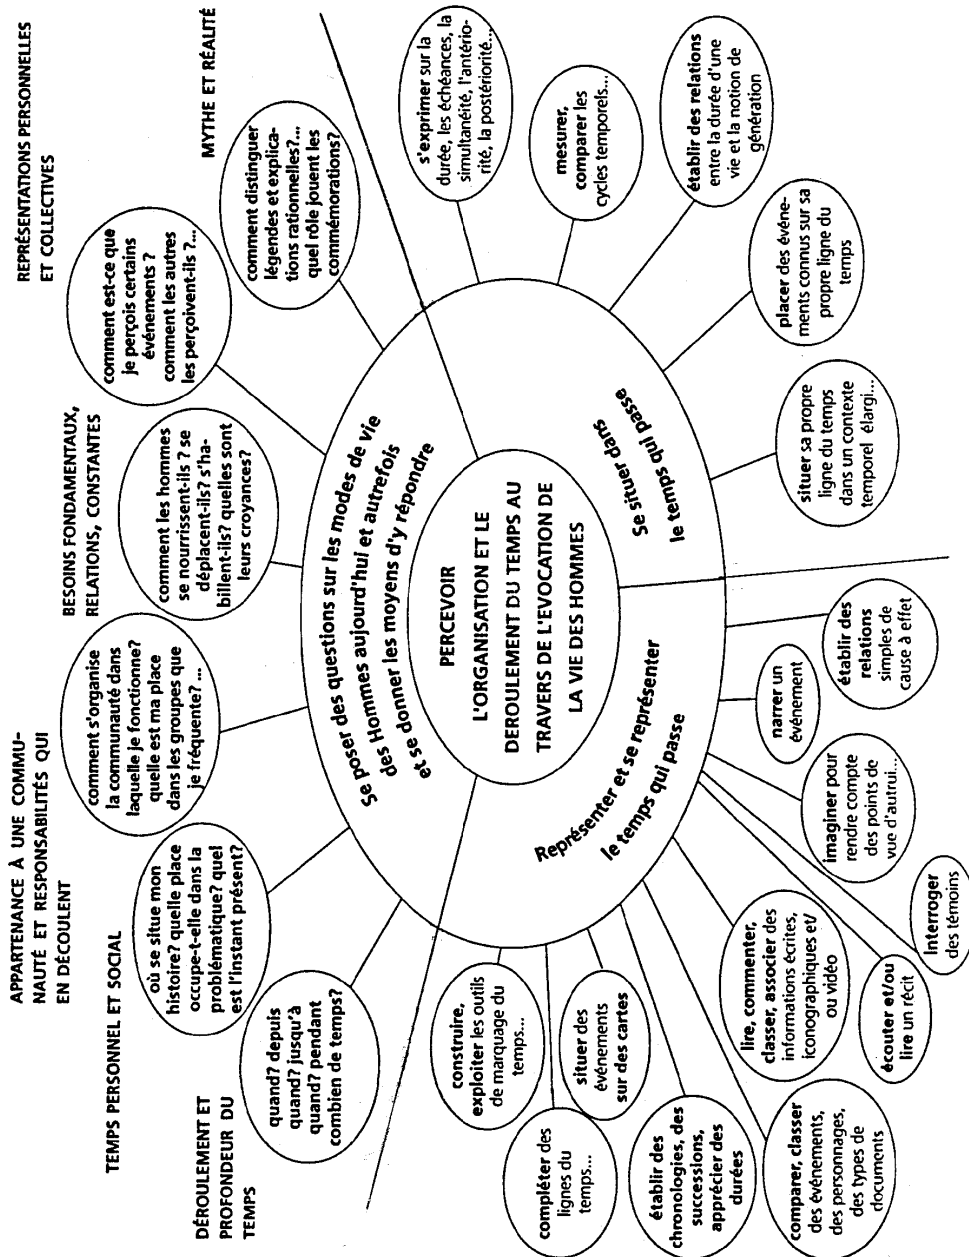 PERCEVOIR
L'ORGANISATION ET LE
DEROULEMENT DU TEMPS AU
TRAVERS DE L'EVOCATION DE
LA VIE DES HOMMES
Se poser des questions sur les modes de vie
des Hommes aujourd'hui et autrefois
et se donner les moyens d'y répondre
DÉROULEMENT ET
PROFONDEUR DU
TEMPS
quand? depuis
quand? jusqu'à
quand? pendant
combien de temps?
TEMPS PERSONNEL ET SOCIAL
où se situe mon
histoire? quelle place
occupe-t-elle dans la
problématique? quel
est l'instant présent?
APPARTENANCE À UNE COMMU-
NAUTÉ ET RESPONSABILITÉS QUI
EN DÉCOULENT
comment s'organise
la communauté dans
laquelle je fonctionne?
quelle est ma place
dans les groupes que
je fréquente? ...
BESOINS FONDAMENTAUX,
RELATIONS, CONSTANTES
comment les hommes
se nourrissent-ils ? se
déplacent-ils? s'ha-
billent-ils? quelles sont
leurs croyances?
REPRÉSENTATIONS PERSONNELLES
ET COLLECTIVES
comment est-ce que
je perçois certains
événements ?
comment les autres
les perçoivent-ils ?...
MYTHE ET RÉALITÉ
comment distinguer
légendes et explica-
tions rationnelles?...
quel rôle jouent les
commémorations?
Se situer dans
le temps qui passe
s'exprimer sur la
durée, les échéances, la
simultanéité, l'antério-
rité, la postériorité...
mesurer,
comparer les
cycles temporels...
établir des relations
entre la durée d'une
vie et la notion de
génération
placer des événe-
ments connus sur sa
propre ligne du
temps
situer sa propre
ligne du temps
dans un contexte
temporel élargi...
Représenter et se représenter
le temps qui passe
établir des
relations
simples de
cause à effet
narrer un
événement
imaginer pour
rendre compte
des points de
vue d'autrui...
Interroger
des témoins
écouter et/ou
lire un récit
lire, commenter,
classer, associer des
informations écrites,
iconographiques et/
ou vidéo
comparer, classer
des événements,
des personnages,
des types de
documents
établir des
chronologies, des
successions,
apprécier des
durées
situer des
événements
sur des cartes
compléter des
lignes du
temps...
construire,
exploiter les outils
de marquage du
temps...